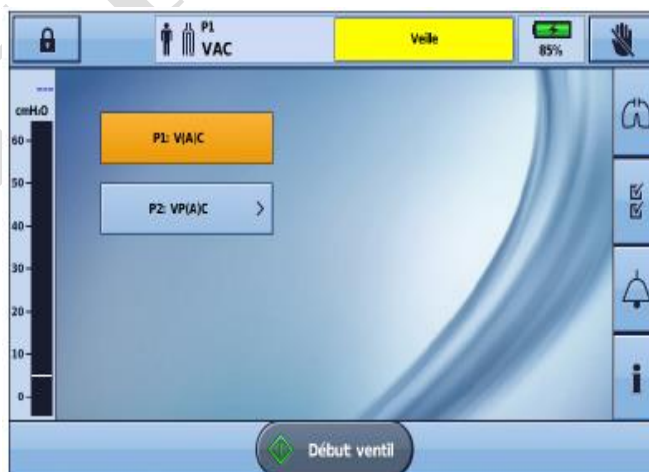 P1
VAC
Veille
85%
---
cmH₂O
60
50
40
30
20
10
0
P1: V(A)C
P2: VP(A)C
Début ventil